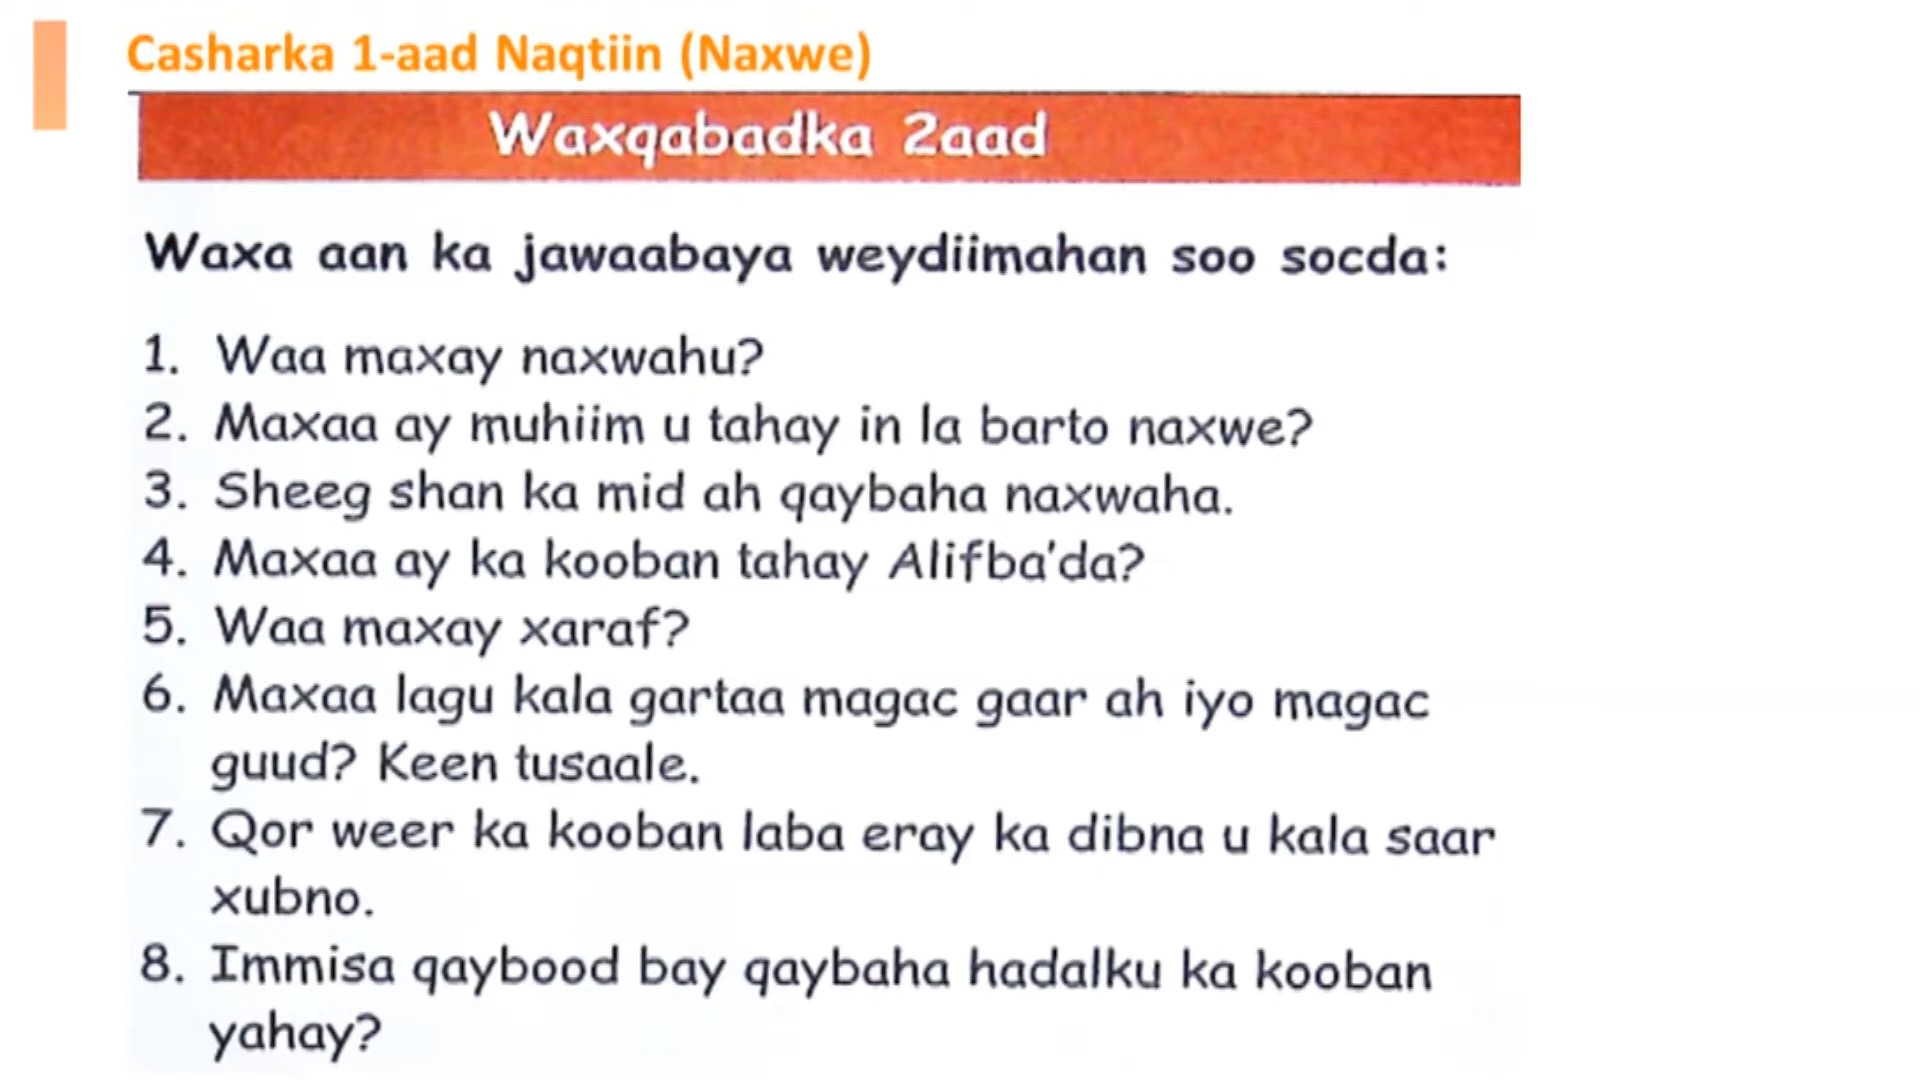 Casharka 1-aad Naqtiin (Naxwe)
Waxqabadka 2aad
Waxa aan ka jawaabaya weydiimahan soo socda:
1. Waa maxay naxwahu?
2. Maxaa ay muhiim u tahay in la barto naxwe?
3. Sheeg shan ka mid ah qaybaha naxwaha.
4. Maxaa ay ka kooban tahay Alifba'da?
5. Waa maxay xaraf?
6. Maxaa lagu kala gartaa magac gaar ah iyo magac
guud? Keen tusaale.
7. Qor weer ka kooban laba eray ka dibna u kala saar
xubno.
8. Immisa qaybood bay qaybaha hadalku ka kooban
yahay?